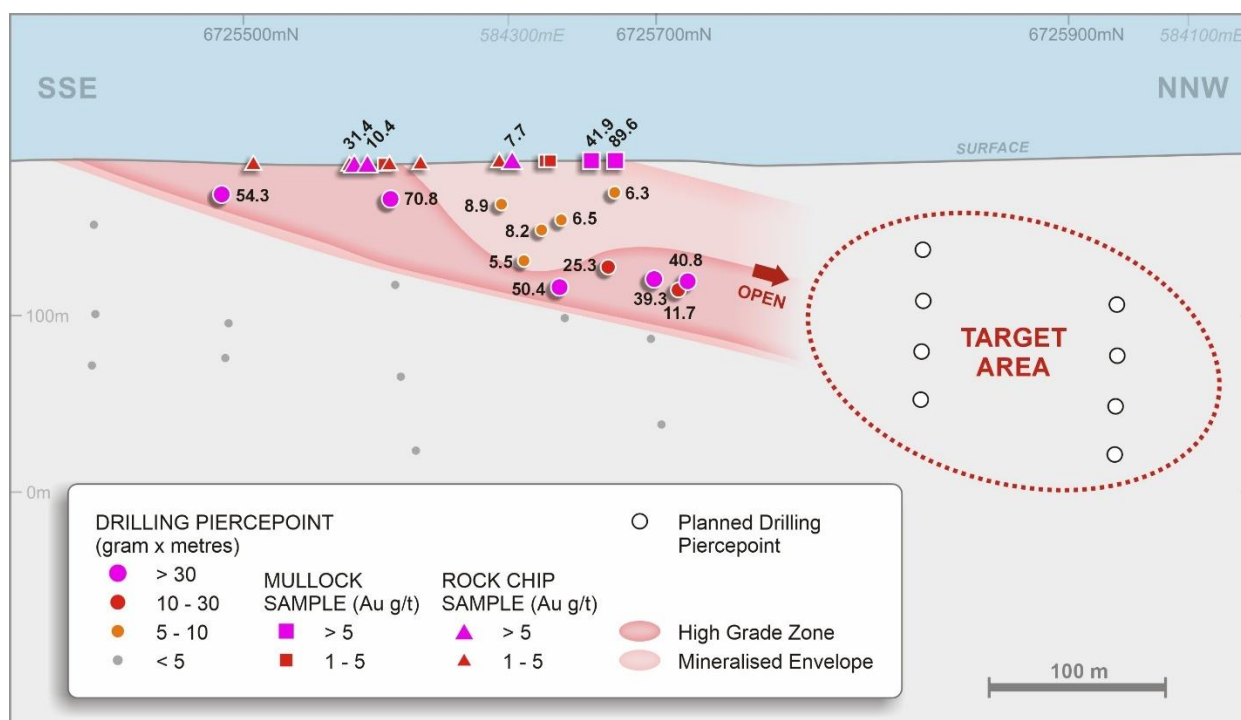 6725500mN
584300mE
6725700mN
6725900mN
584100mE
SSE
NNW
31.4
10.4
7.7
41.9
89.6
SURFACE
54.3
70.8
8.9
8.2
6.5
6.3
5.5
25.3
40.8
50.4
39.3
11.7
OPEN
TARGET
AREA
100m
0m
DRILLING PIERCEPOINT
(gram x metres)
> 30
10 - 30
5 - 10
< 5
MULLOCK
SAMPLE (Au g/t)
> 5
1 - 5
ROCK CHIP
SAMPLE (Au g/t)
> 5
1 - 5
Planned Drilling
Piercepoint
High Grade Zone
Mineralised Envelope
100 m